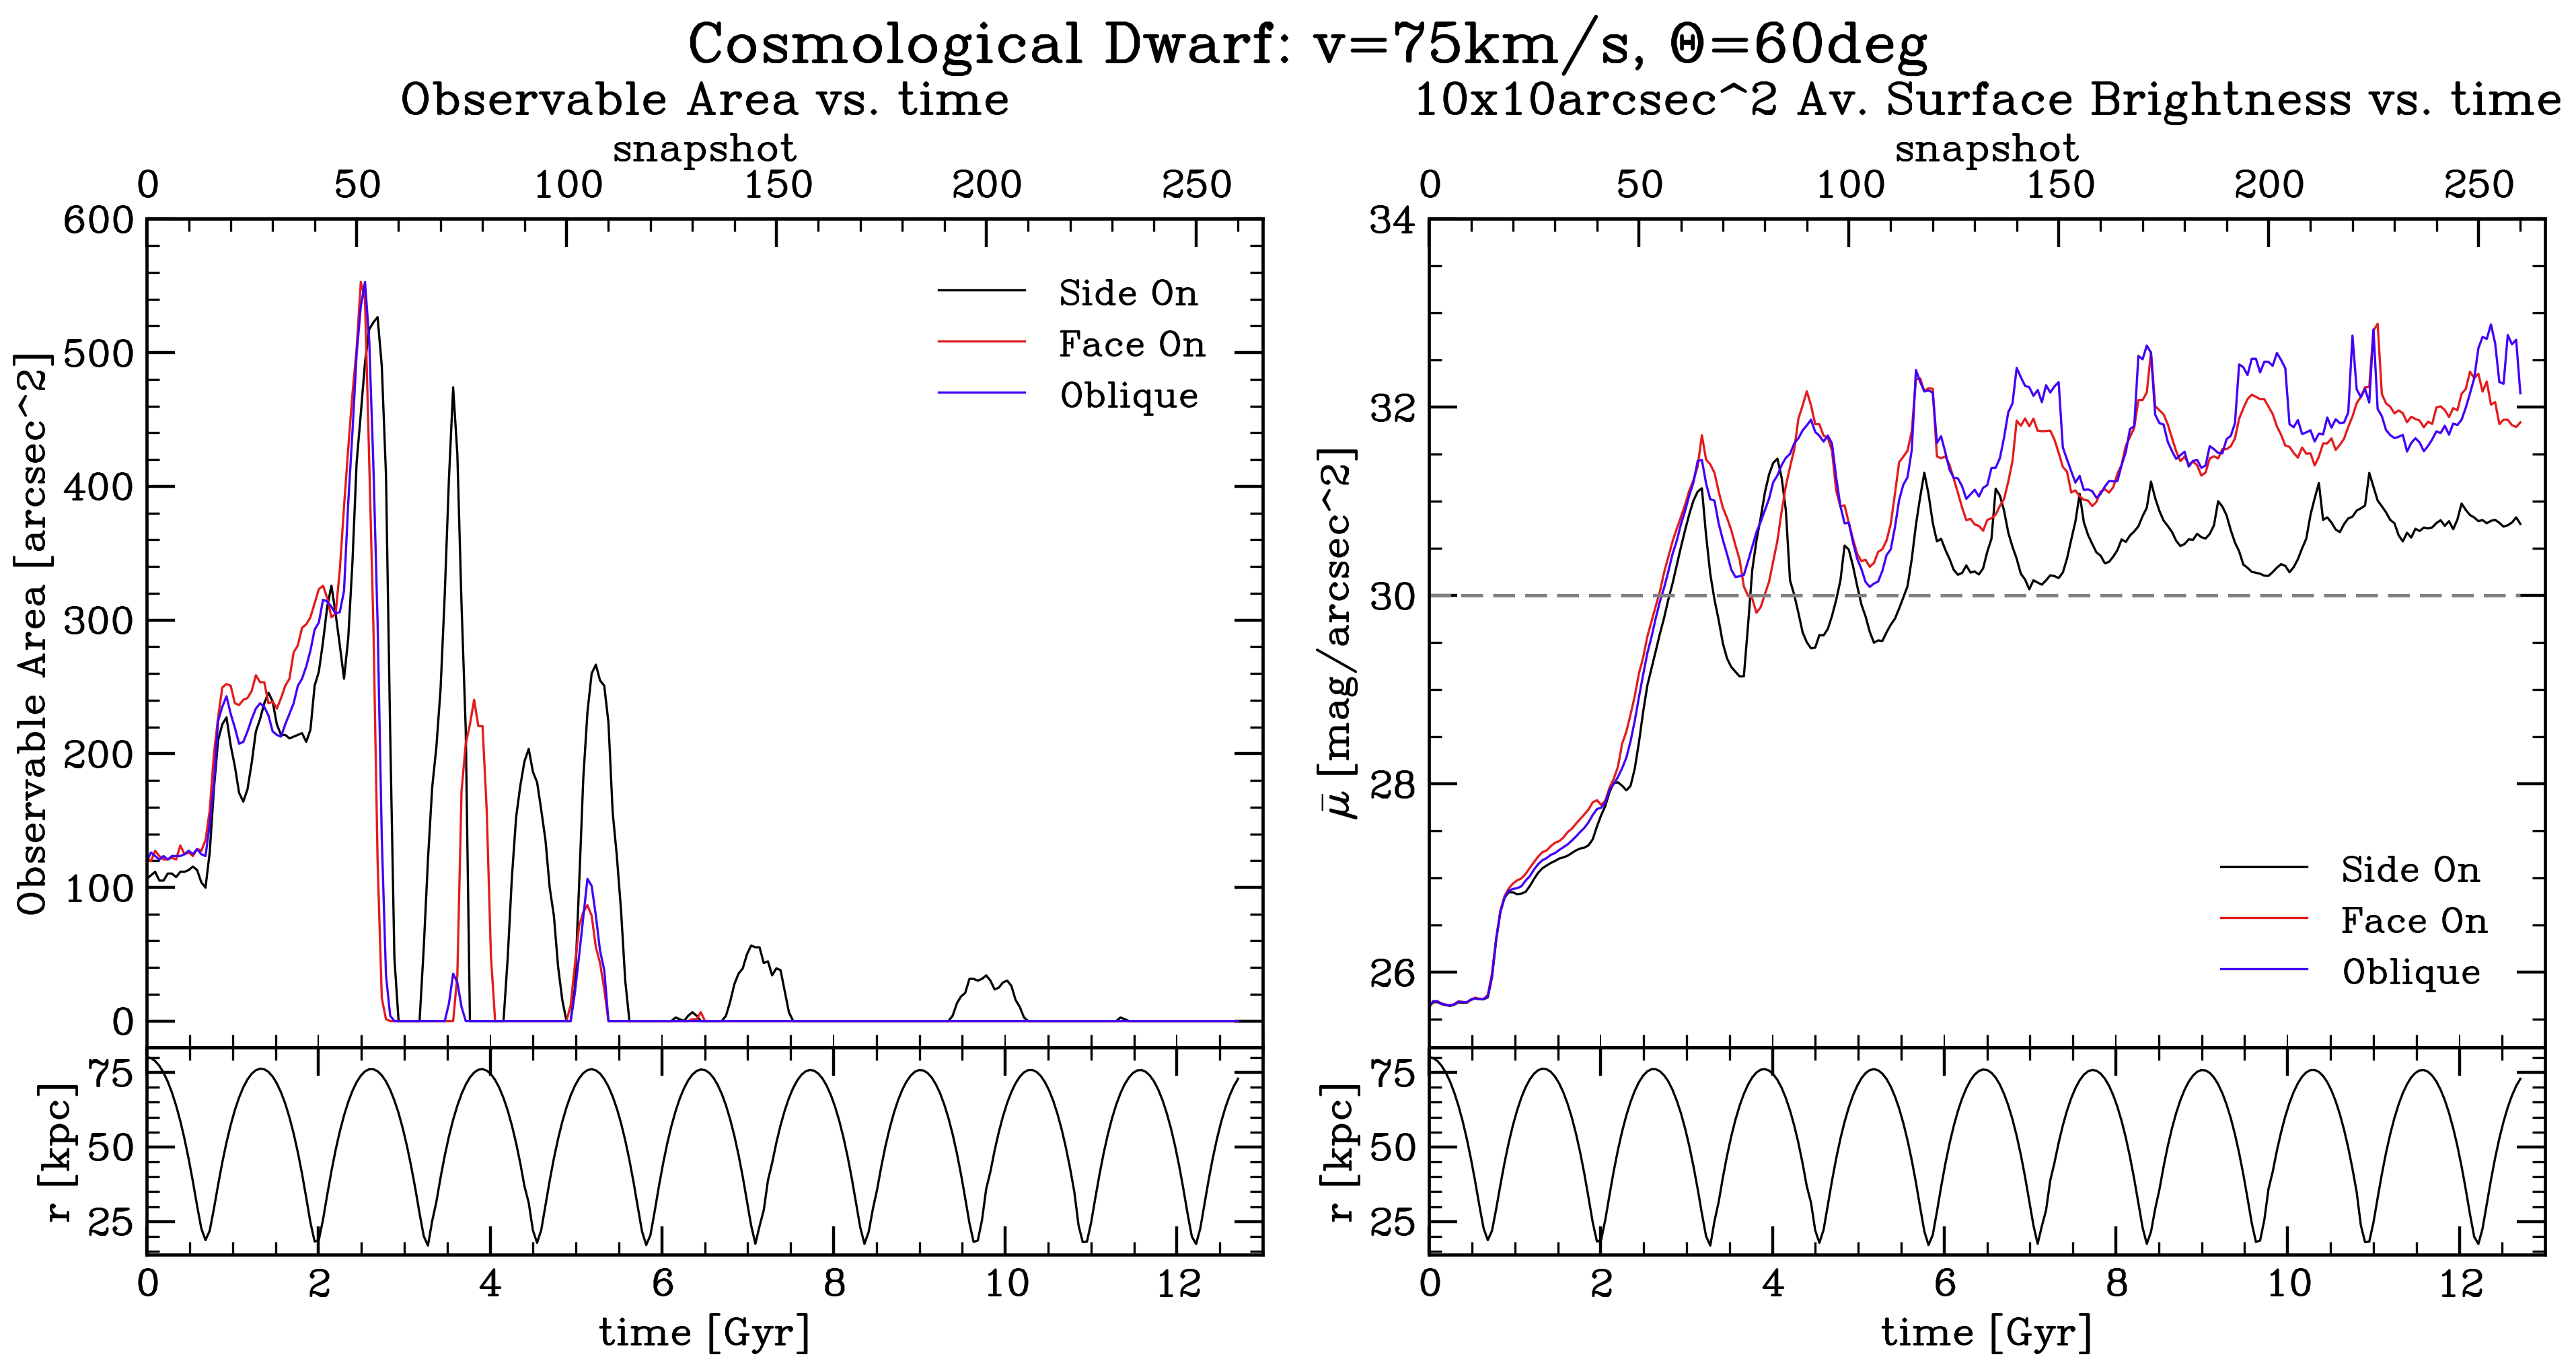 Cosmological Dwarf: v=75km/s, Θ=60deg
Observable Area vs. time
snapshot
0 50 100 150 200 250
600
500
400
300
200
100
0
Observable Area [arcsec^2]
Side On
Face On
Oblique
75
50
25
r [kpc]
0 2 4 6 8 10 12
time [Gyr]
10x10arcsec^2 Av. Surface Brightness vs. time
snapshot
0 50 100 150 200 250
34
32
30
28
26
μ̄ [mag/arcsec^2]
Side On
Face On
Oblique
75
50
25
r [kpc]
0 2 4 6 8 10 12
time [Gyr]